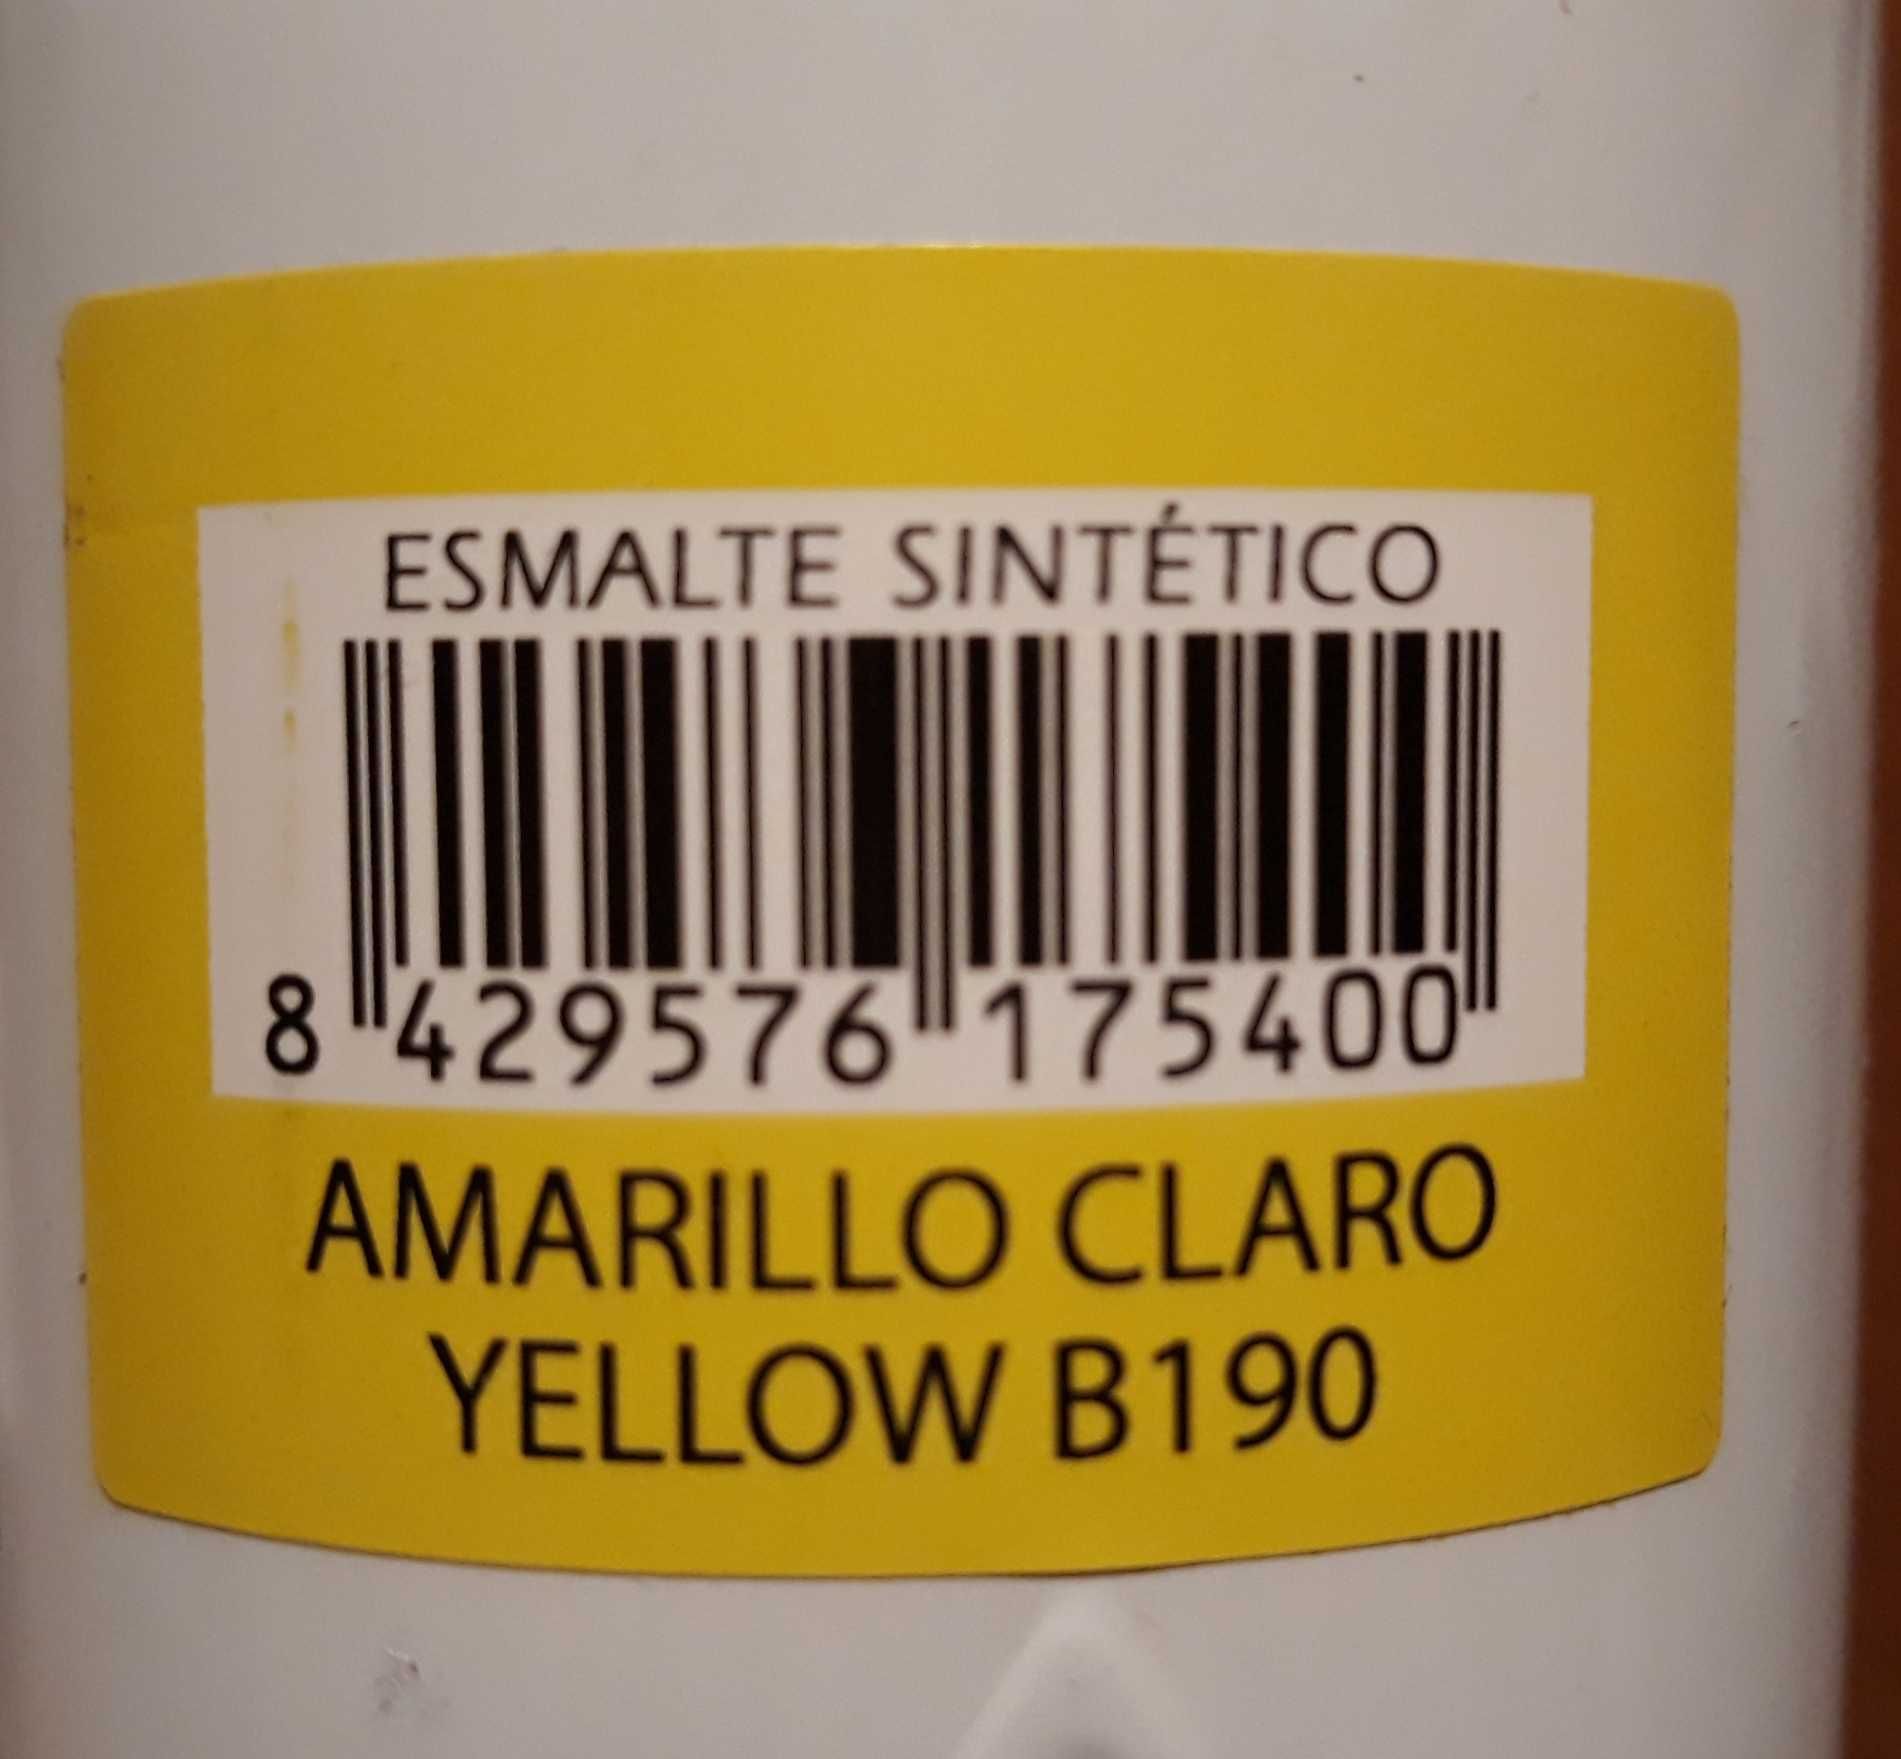 ESMALTE SINTÉTICO
8 429576 175400
AMARILLO CLARO
YELLOW B190